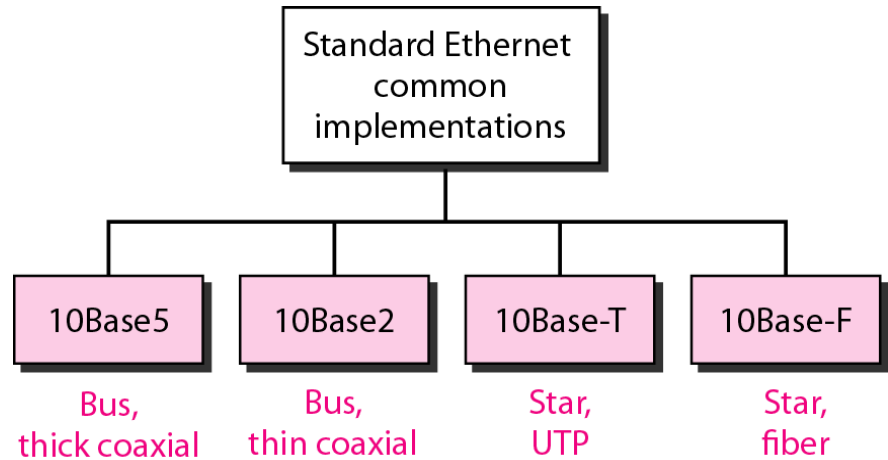 Standard Ethernet
common
implementations
10Base5
10Base2
10Base-T
10Base-F
Bus,
thick coaxial
Bus,
thin coaxial
Star,
UTP
Star,
fiber